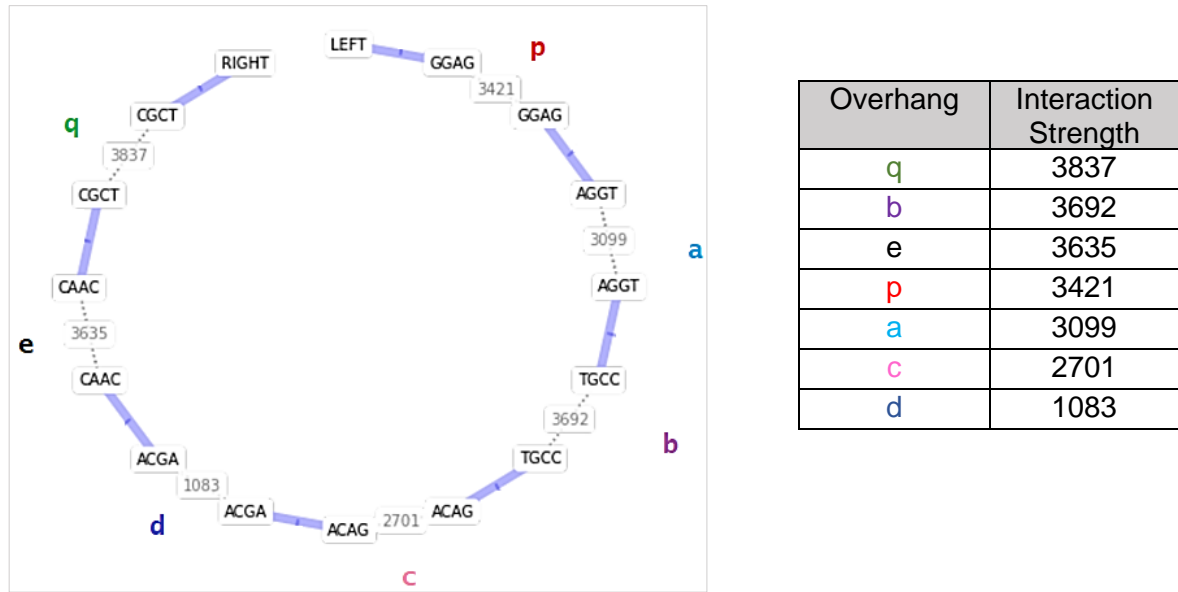 LEFT
GGAG
p
3421
GGAG
AGGT
3099
a
AGGT
TGCC
3692
b
TGCC
ACAG
2701
c
ACAG
ACGA
1083
d
ACGA
CAAC
3635
e
CAAC
CGCT
3837
q
CGCT
RIGHT
Overhang Interaction
Strength
q 3837
b 3692
e 3635
p 3421
a 3099
c 2701
d 1083